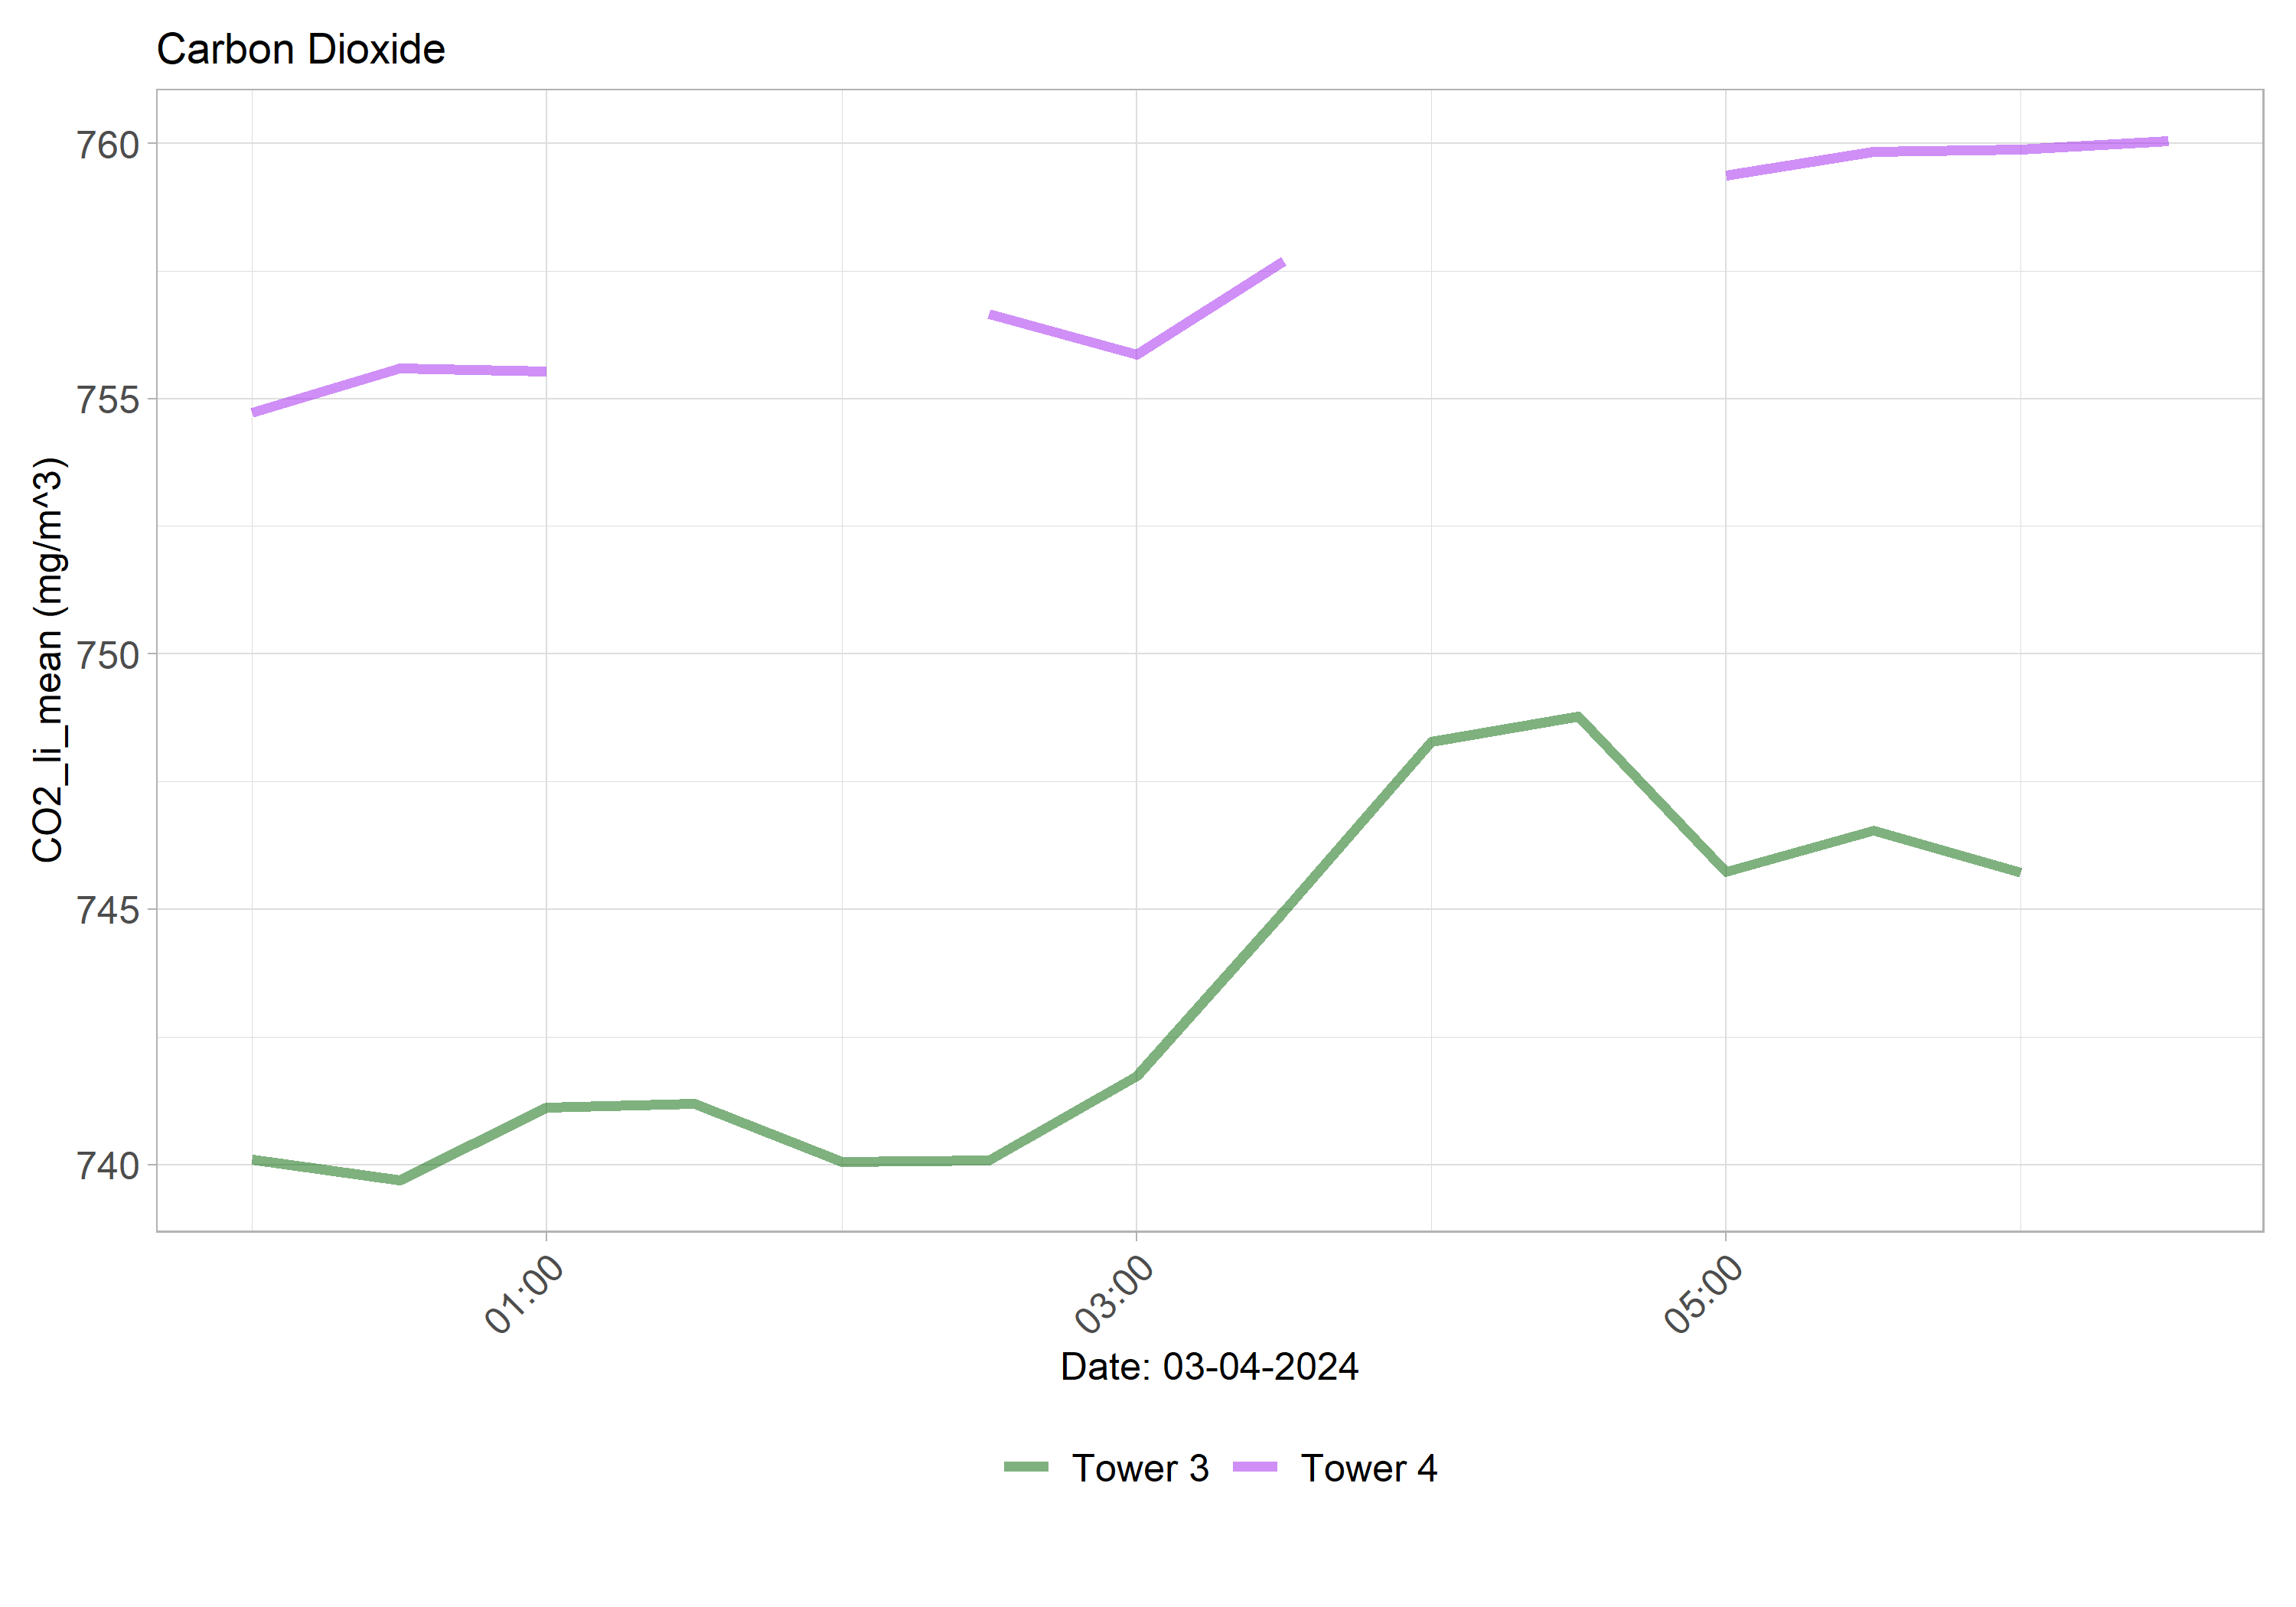 Carbon Dioxide
CO2_li_mean (mg/m^3)
760
755
750
745
740
01:00
03:00
05:00
Date: 03-04-2024
Tower 3
Tower 4